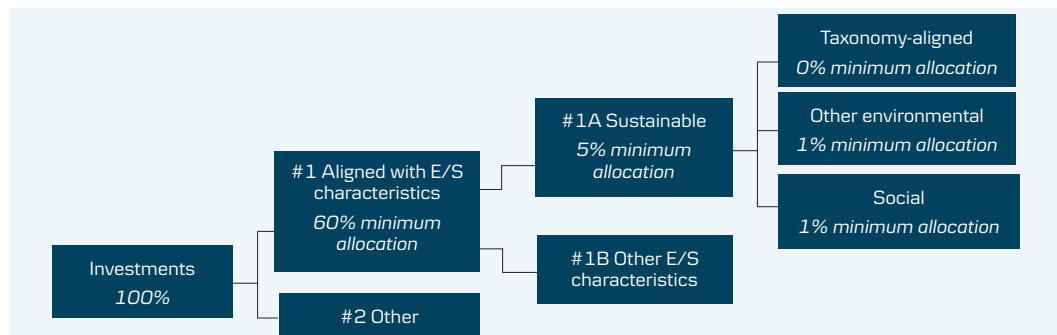 Taxonomy-aligned
0% minimum allocation
Other environmental
1% minimum allocation
Social
1% minimum allocation
#1A Sustainable
5% minimum
allocation
#1 Aligned with E/S
characteristics
60% minimum
allocation
#1B Other E/S
characteristics
Investments
100%
#2 Other